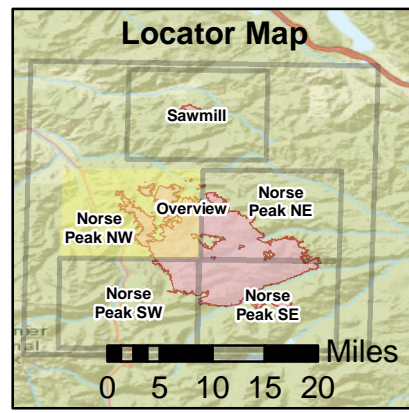 Locator Map
Sawmill
Norse
Peak NE
Overview
Norse
Peak NW
Norse
Peak SW
Norse
Peak SE
Miles
0 5 10 15 20